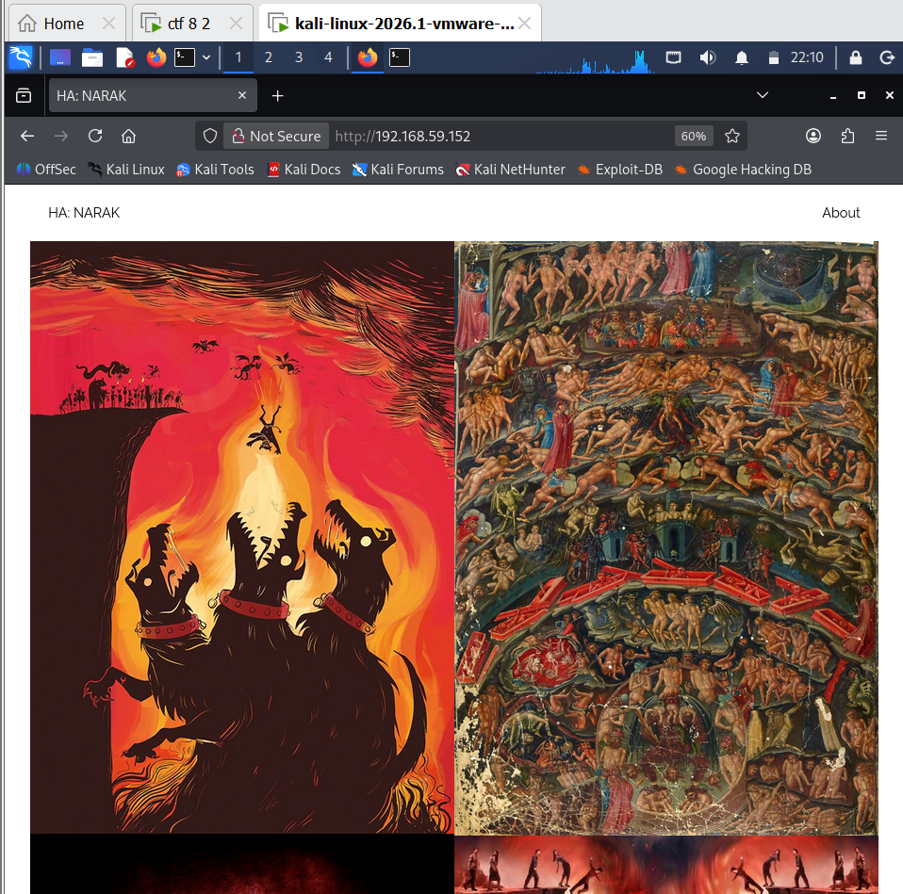 Home
ctf 8 2
kali-linux-2026.1-vmware-...
1 2 3 4
22:10
HA: NARAK
Not Secure http://192.168.59.152 60%
OffSec Kali Linux Kali Tools Kali Docs Kali Forums Kali NetHunter Exploit-DB Google Hacking DB
HA: NARAK About